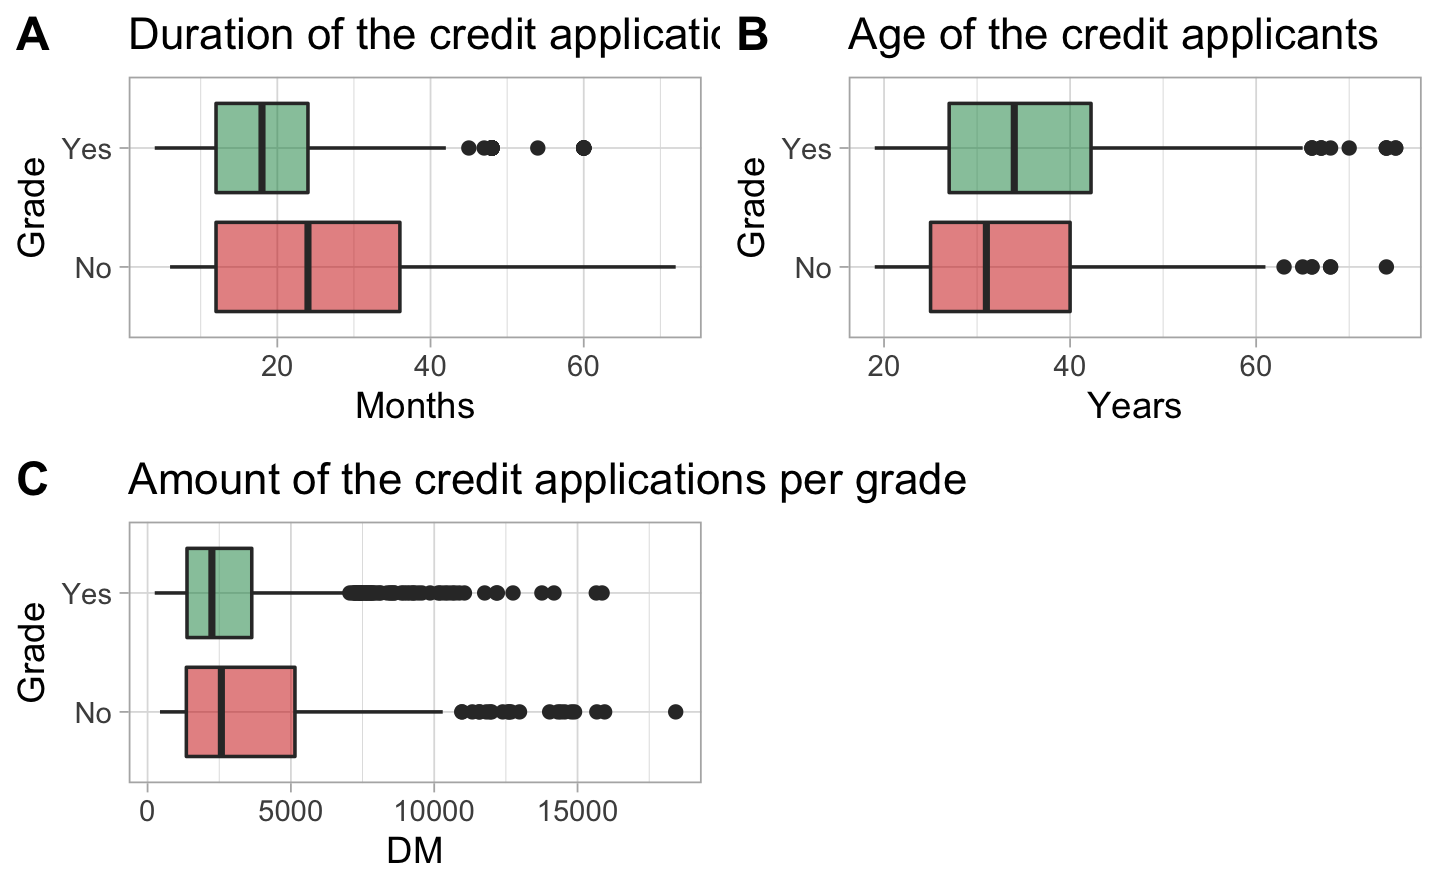 A Duration of the credit applicatic
Grade
Yes
No
20 40 60
Months
B Age of the credit applicants
Grade
Yes
No
20 40 60
Years
C Amount of the credit applications per grade
Grade
Yes
No
0 5000 10000 15000
DM